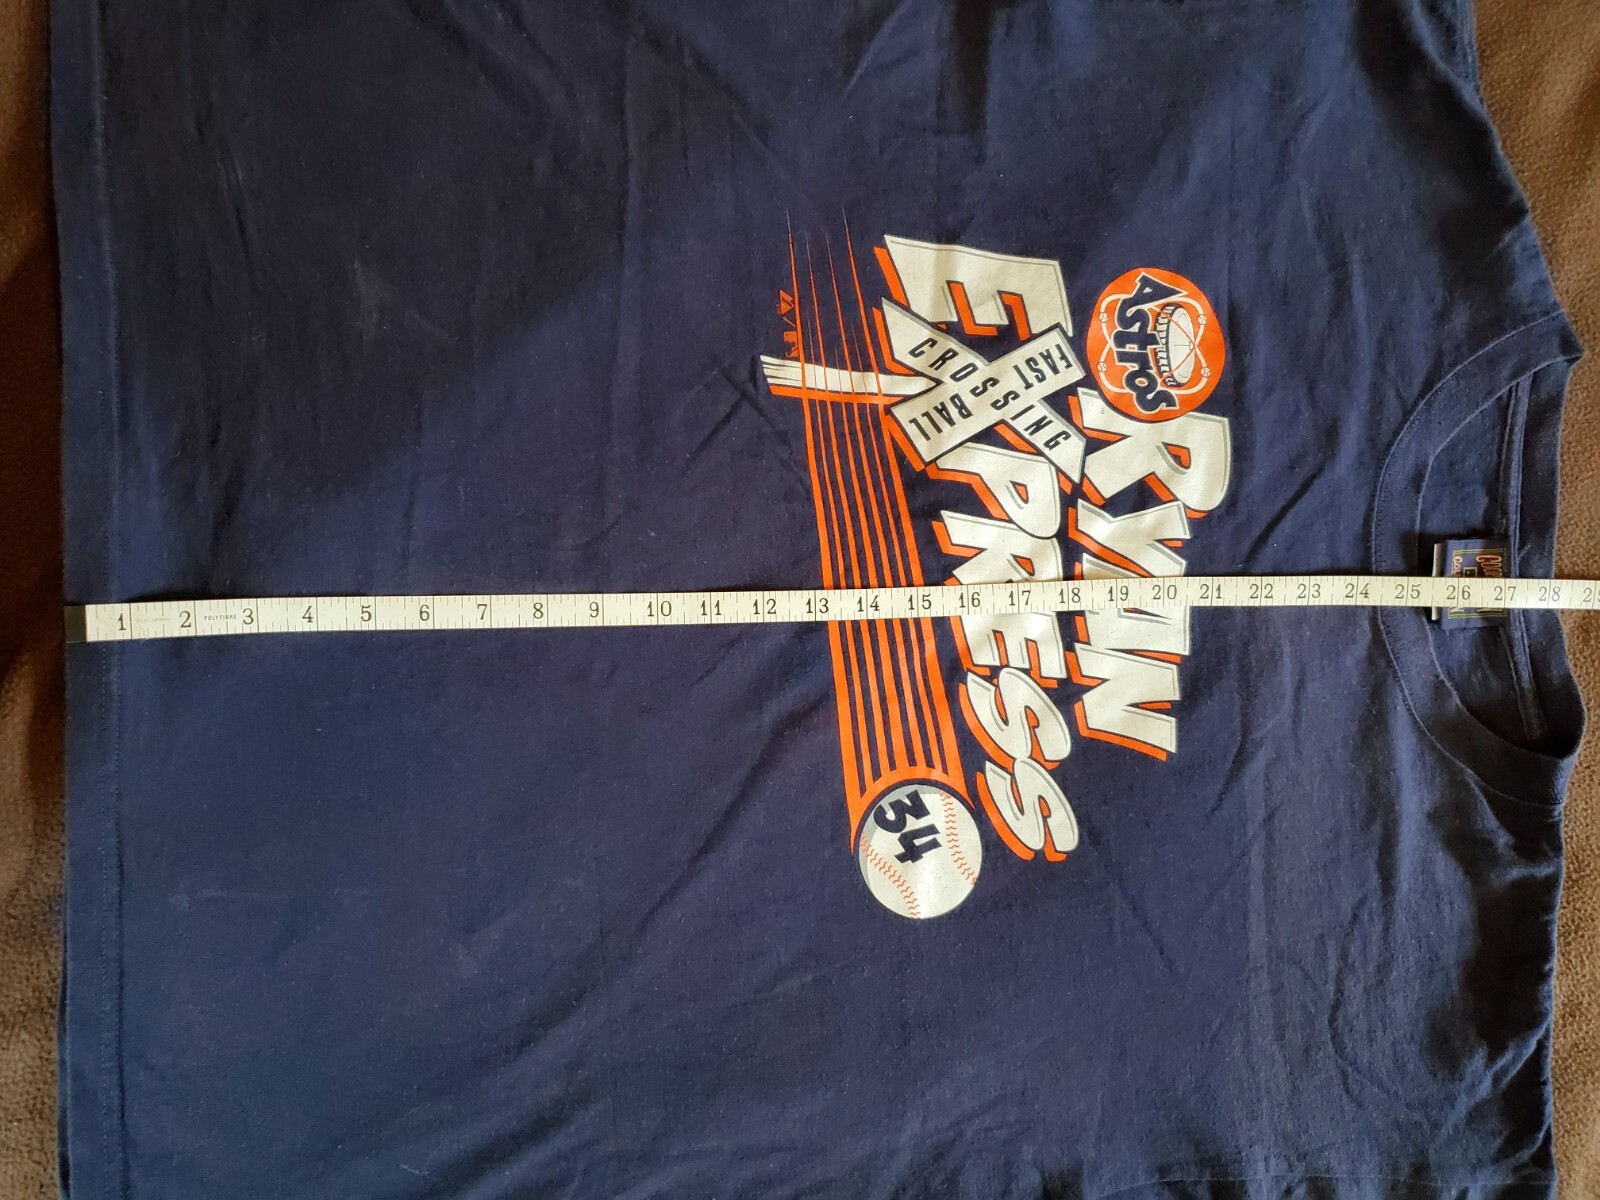 Astros
RYAN
EXPRESS
FAST BALL
CROSSING
34
1 2 3 4 5 6 7 8 9 10 11 12 13 14 15 16 17 18 19 20 21 22 23 24 25 26 27 28
POLYFIBRE